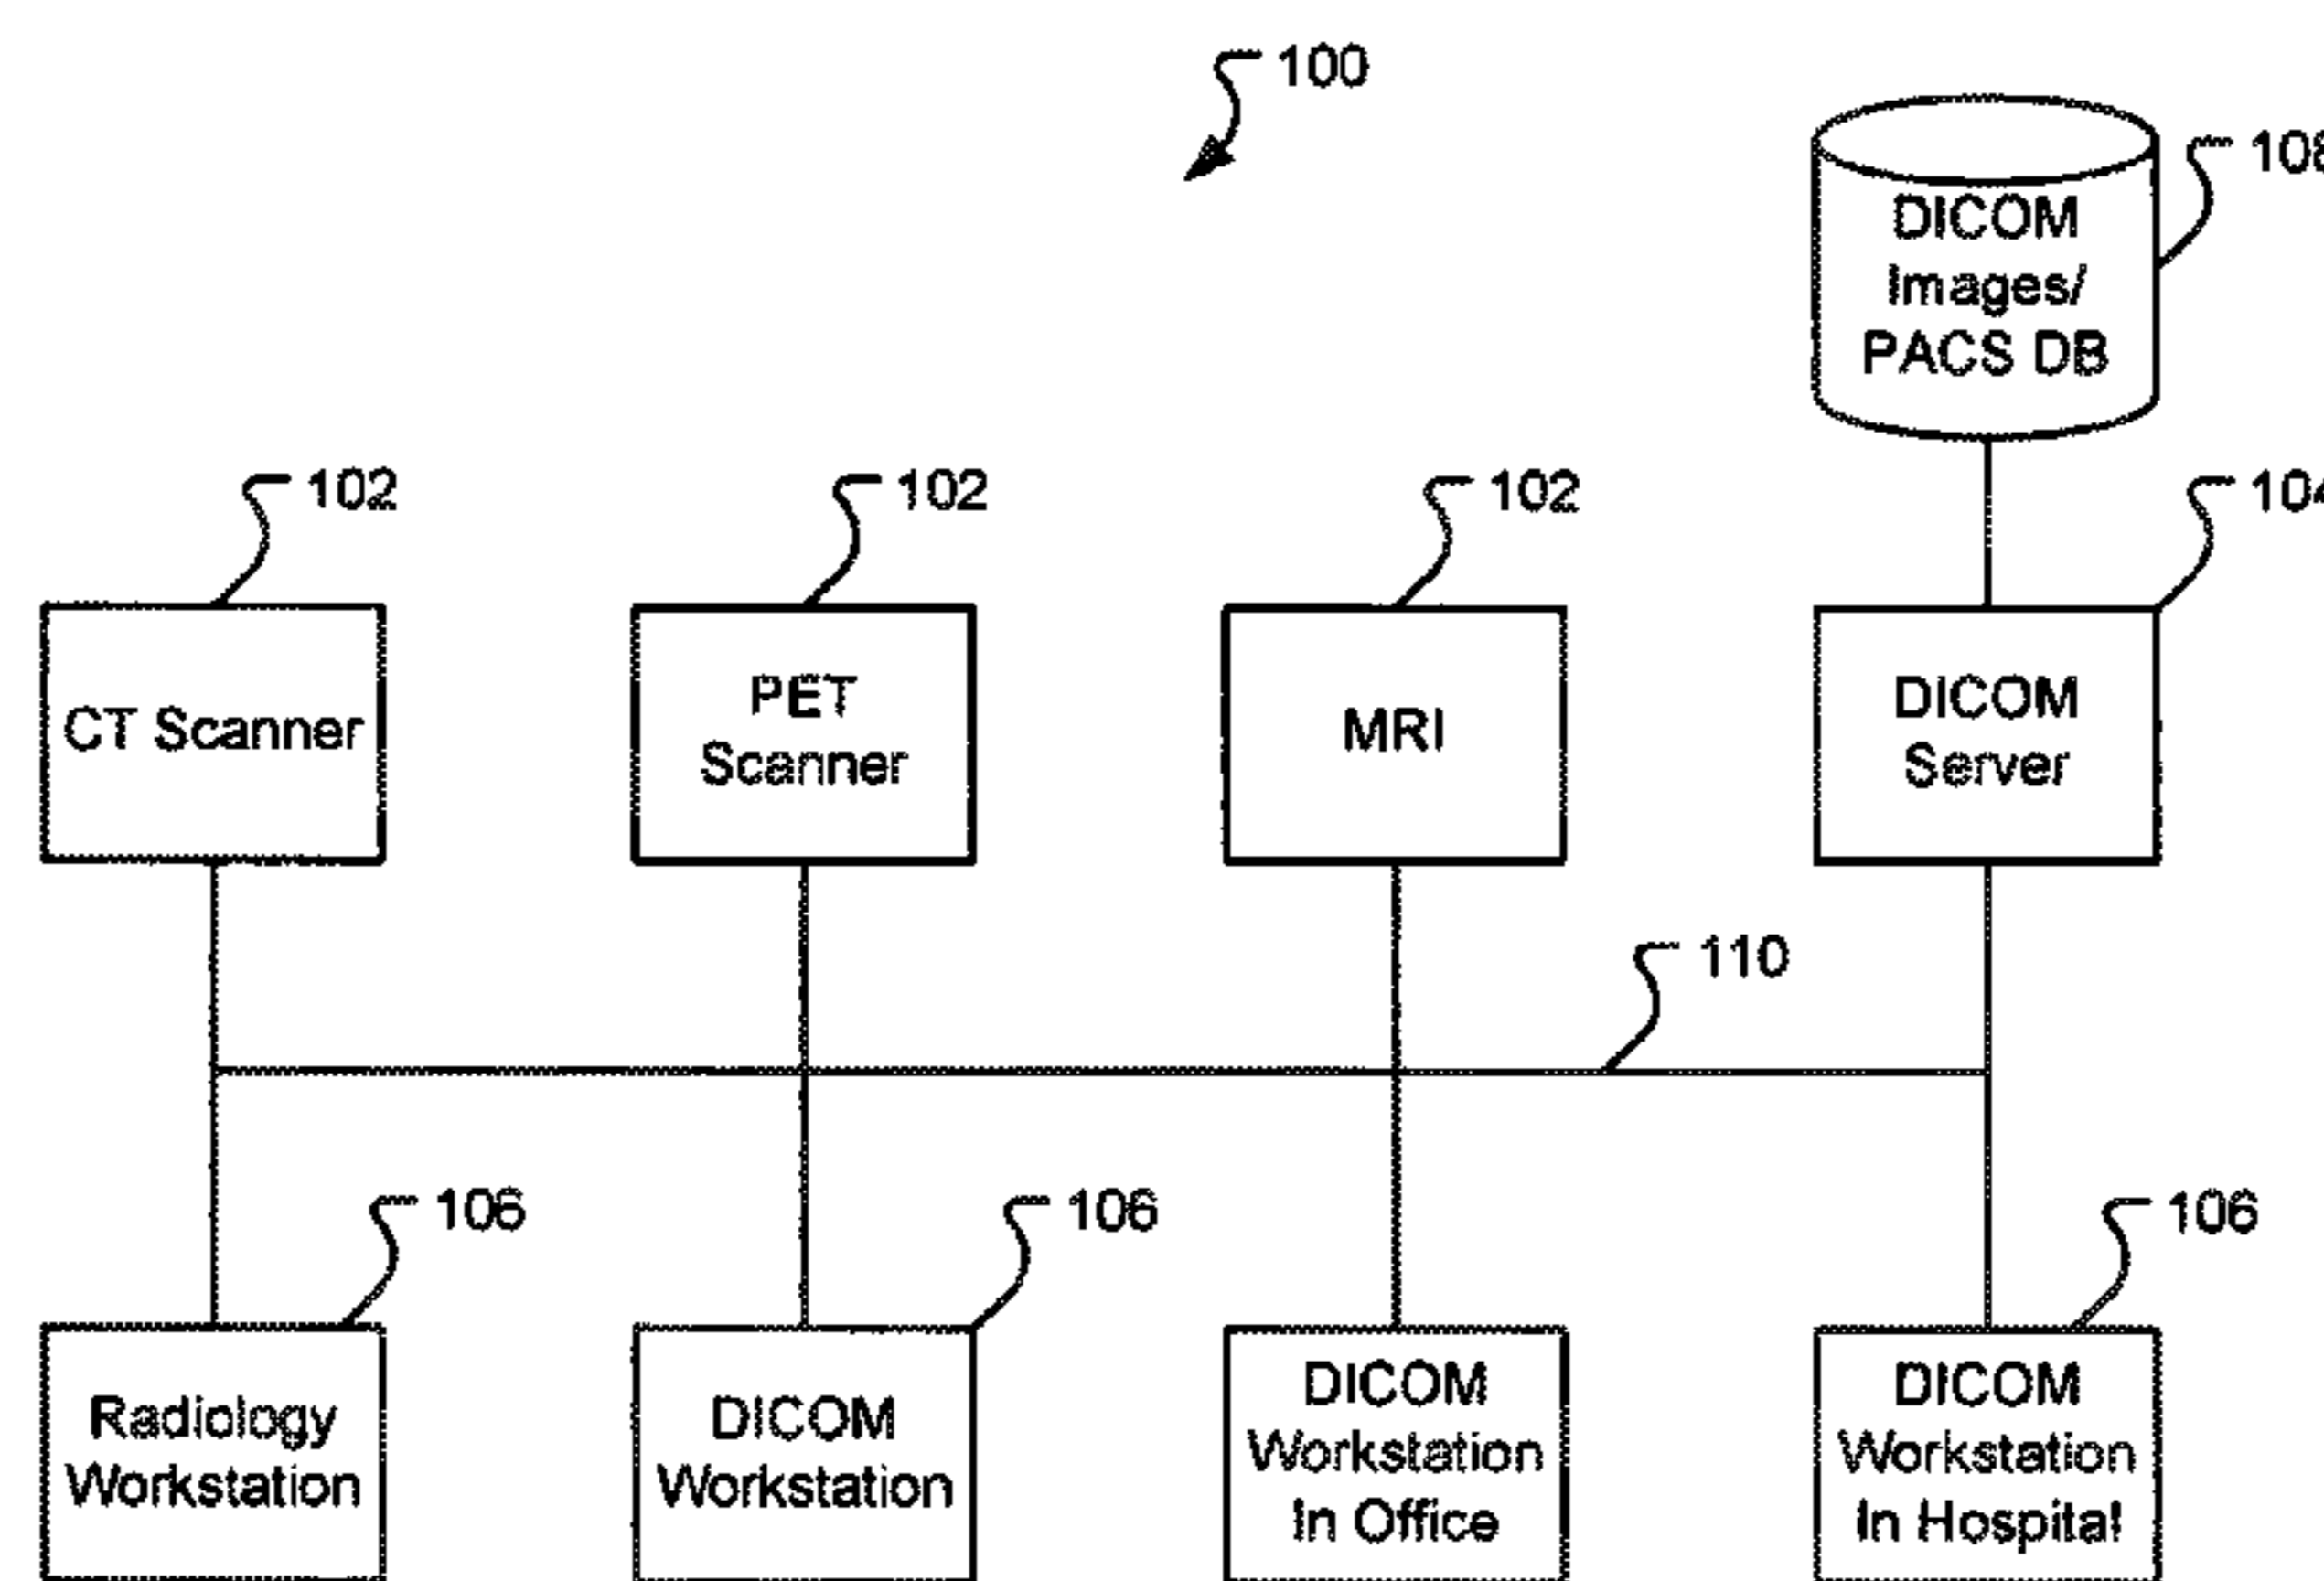 100
108
DICOM
Images/
PACS DB
102
102
102
104
CT Scanner
PET
Scanner
MRI
DICOM
Server
110
106
106
106
Radiology
Workstation
DICOM
Workstation
DICOM
Workstation
In Office
DICOM
Workstation
In Hospital